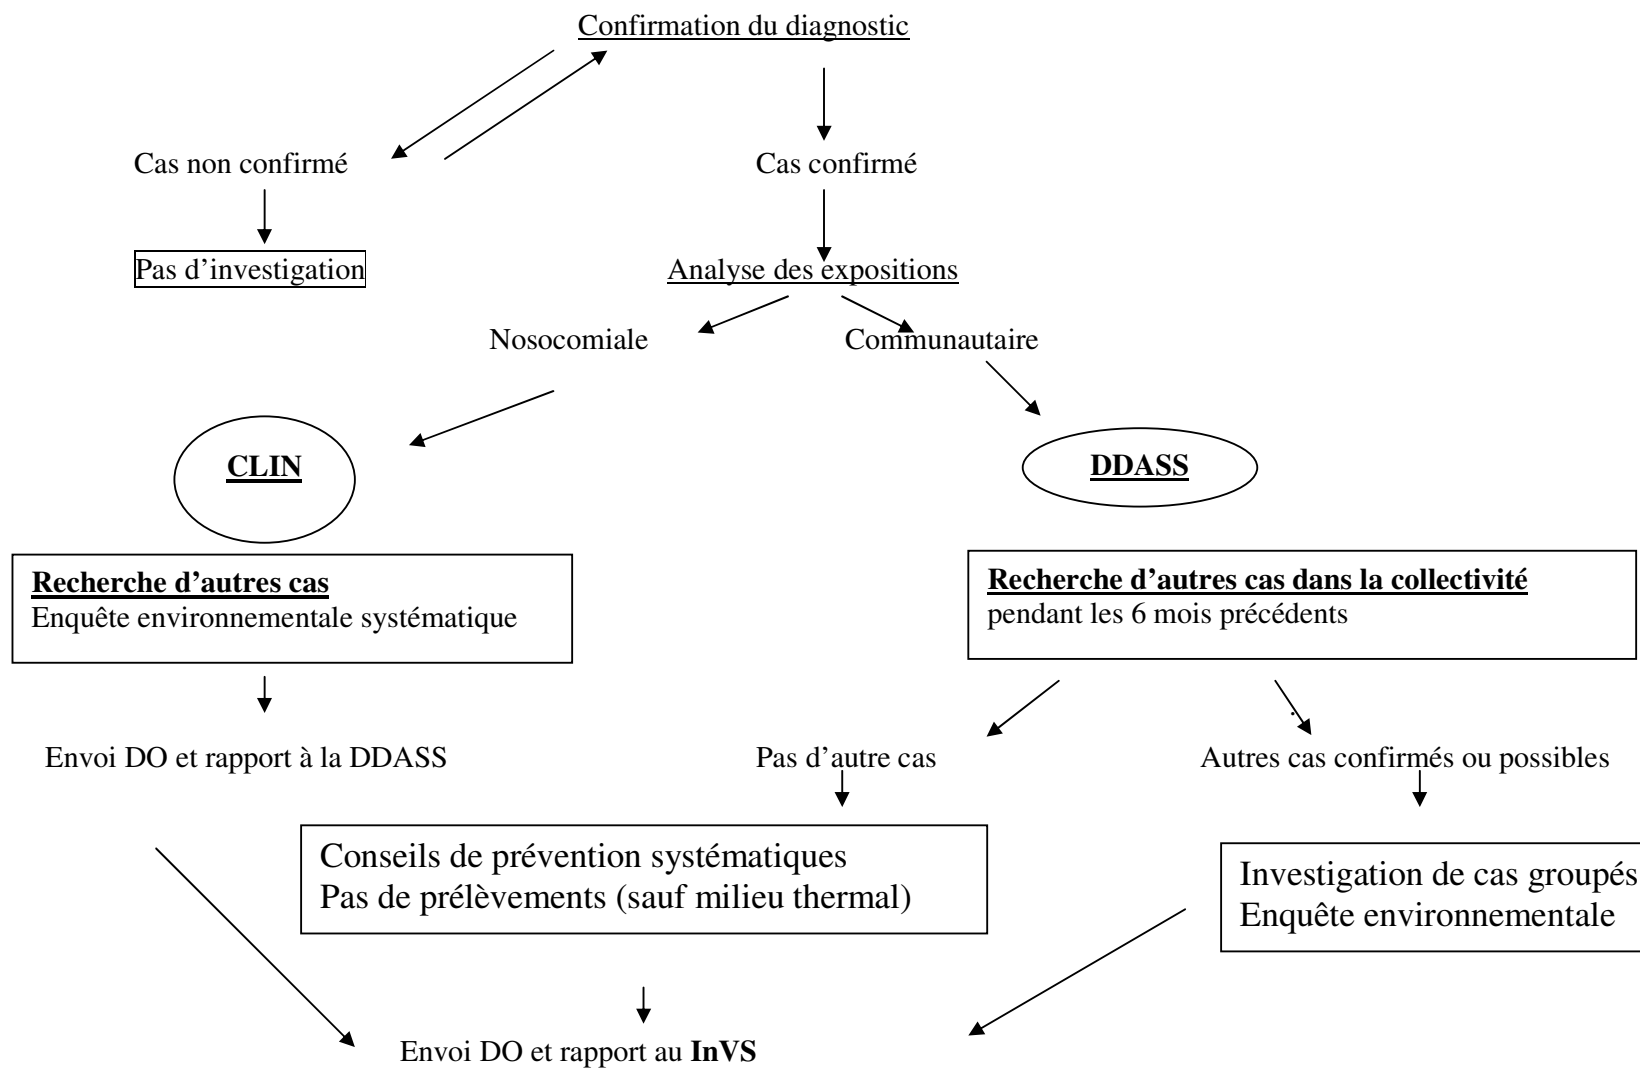 Confirmation du diagnostic
Cas non confirmé
Cas confirmé
Pas d’investigation
Analyse des expositions
Nosocomiale
Communautaire
CLIN
DDASS
Recherche d’autres cas
Enquête environnementale systématique
Recherche d’autres cas dans la collectivité
pendant les 6 mois précédents
.
Envoi DO et rapport à la DDASS
Pas d’autre cas
Autres cas confirmés ou possibles
Conseils de prévention systématiques
Pas de prélèvements (sauf milieu thermal)
Investigation de cas groupés
Enquête environnementale
Envoi DO et rapport au InVS